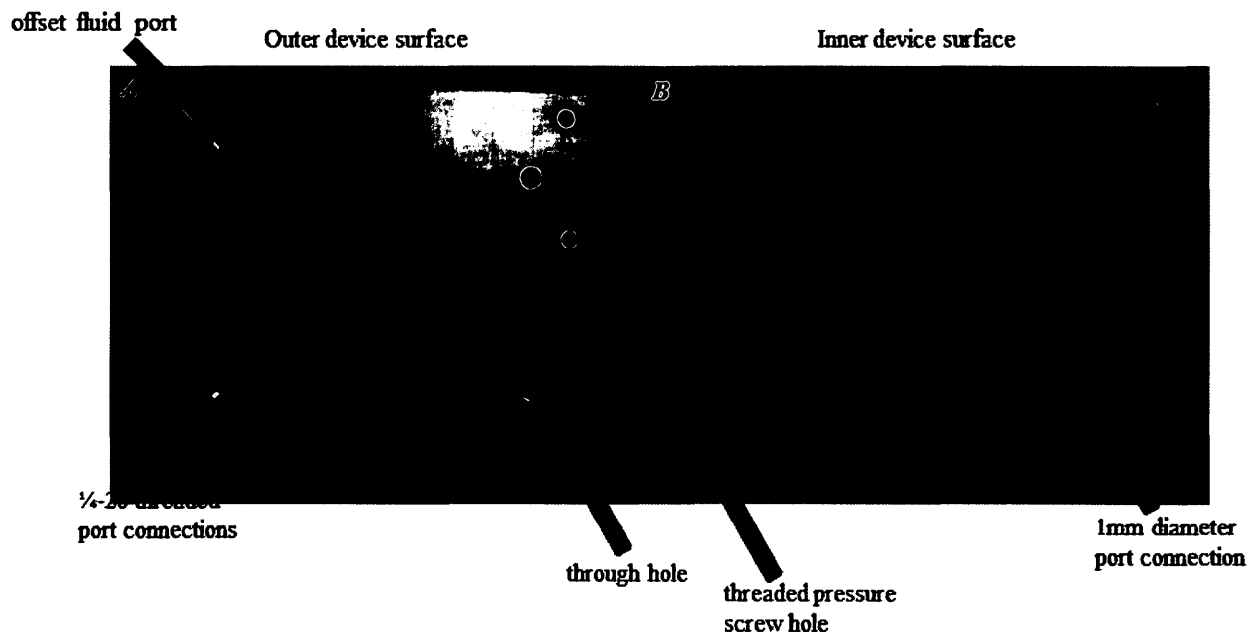 offset fluid port
Outer device surface
Inner device surface
A
B
port connections
through hole
threaded pressure
screw hole
1mm diameter
port connection